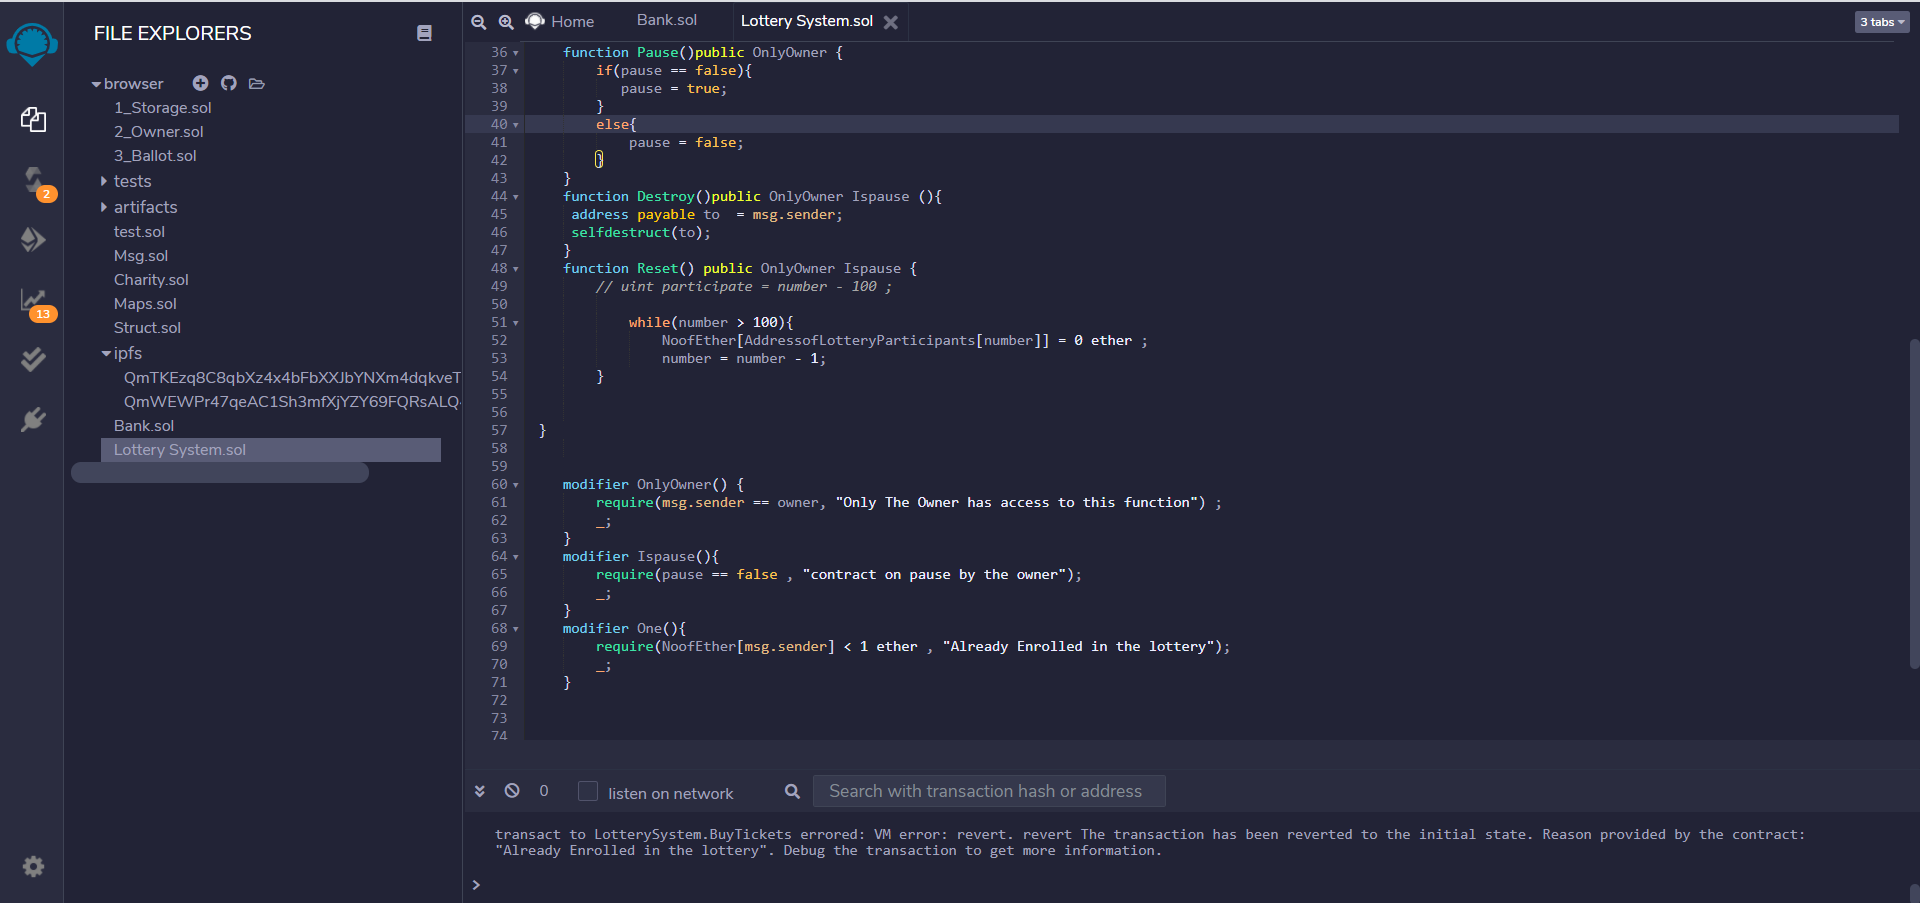 FILE EXPLORERS
browser
1_Storage.sol
2_Owner.sol
3_Ballot.sol
tests
artifacts
test.sol
Msg.sol
Charity.sol
Maps.sol
Struct.sol
ipfs
QmTKEzq8C8qbXz4x4bFbXXJbYNXm4dqkveT
QmWEWPr47qeAC1Sh3mfXjYZY69FQRsALQ
Bank.sol
Lottery System.sol
2
13
Home
Bank.sol
Lottery System.sol
3 tabs
36 function Pause()public OnlyOwner {
37 if(pause == false){
38 pause = true;
39 }
40 else{
41 pause = false;
42 }
43 }
44 function Destroy()public OnlyOwner Ispause (){
45 address payable to  = msg.sender;
46 selfdestruct(to);
47 }
48 function Reset() public OnlyOwner Ispause {
49 // uint participate = number - 100 ;
50
51 while(number > 100){
52 NoofEther[AddressofLotteryParticipants[number]] = 0 ether ;
53 number = number - 1;
54 }
55
56
57 }
58
59
60 modifier OnlyOwner() {
61 require(msg.sender == owner, "Only The Owner has access to this function") ;
62 _;
63 }
64 modifier Ispause(){
65 require(pause == false , "contract on pause by the owner");
66 _;
67 }
68 modifier One(){
69 require(NoofEther[msg.sender] < 1 ether , "Already Enrolled in the lottery");
70 _;
71 }
72
73
74
0
listen on network
Search with transaction hash or address
transact to LotterySystem.BuyTickets errored: VM error: revert. revert The transaction has been reverted to the initial state. Reason provided by the contract:
"Already Enrolled in the lottery". Debug the transaction to get more information.
>